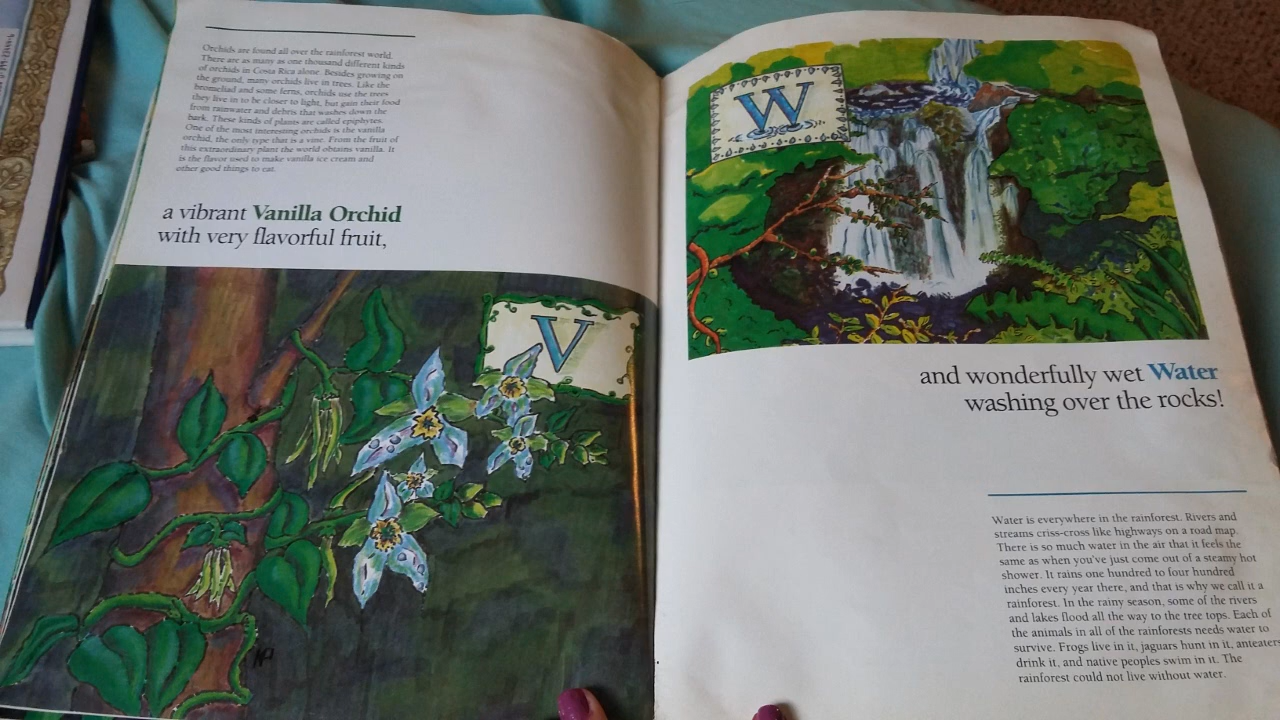 Orchids are found all over the rainforest world.
There are as many as one thousand different kinds
of orchids in Costa Rica alone. Besides growing on
the ground, many orchids live in trees. Like the
bromeliad and some ferns, orchids use the trees
they live in to be closer to light, but gain their food
from rainwater and debris that washes down the
bark. These kinds of plants are called epiphytes.
One of the most interesting orchids is the vanilla
orchid, the only type that is a vine. From the fruit of
this extraordinary plant the world obtains vanilla. It
is the flavor used to make vanilla ice cream and
other good things to eat.
a vibrant Vanilla Orchid
with very flavorful fruit,
V
W
and wonderfully wet Water
washing over the rocks!
Water is everywhere in the rainforest. Rivers and
streams criss-cross like highways on a road map.
There is so much water in the air that it feels the
same as when you've just come out of a steamy hot
shower. It rains one hundred to four hundred
inches every year there, and that is why we call it a
rainforest. In the rainy season, some of the rivers
and lakes flood all the way to the tree tops. Each of
the animals in all of the rainforests needs water to
survive. Frogs live in it, jaguars hunt in it, anteaters
drink it, and native peoples swim in it. The
rainforest could not live without water.